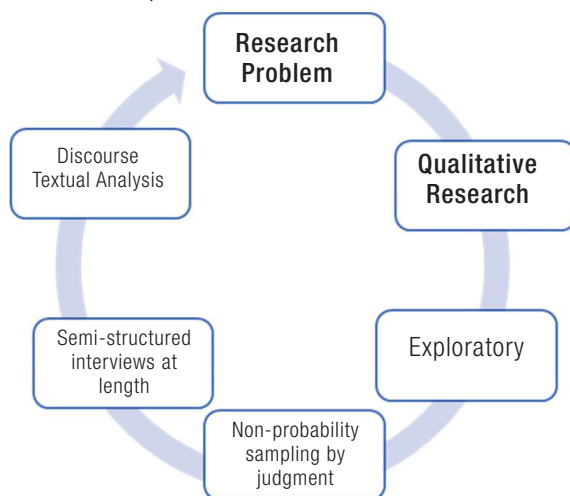 Research
Problem
Qualitative
Research
Exploratory
Non-probability
sampling by
judgment
Semi-structured
interviews at
length
Discourse
Textual Analysis